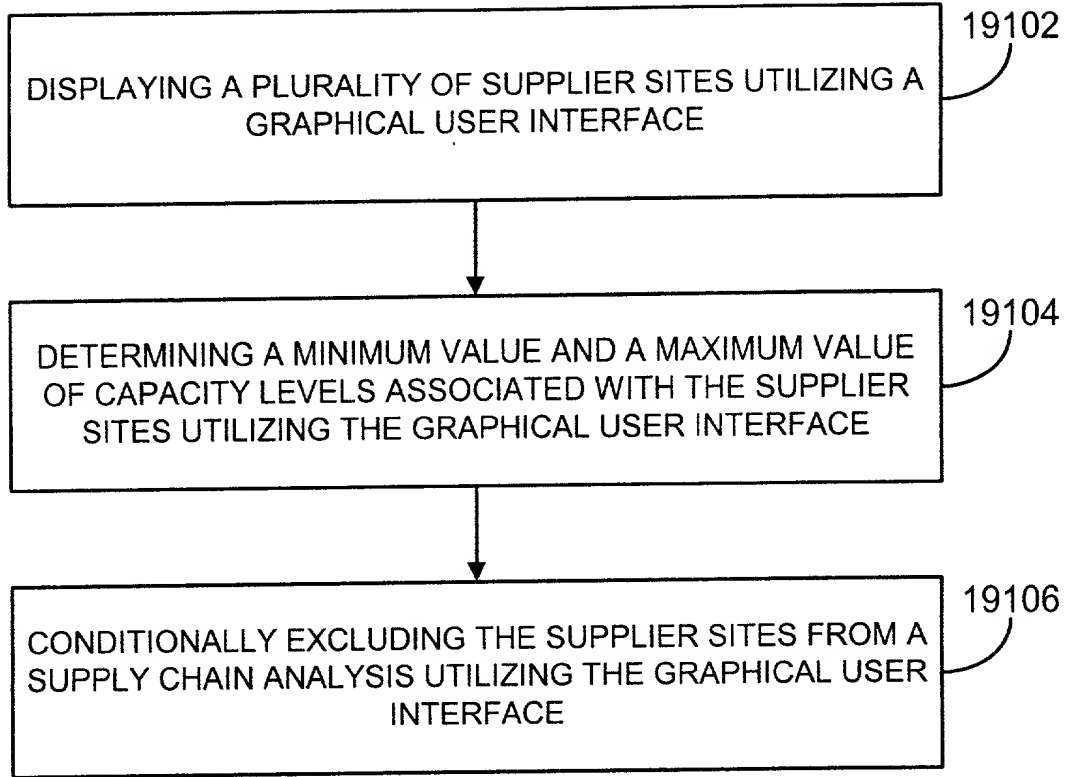 19102
DISPLAYING A PLURALITY OF SUPPLIER SITES UTILIZING A
GRAPHICAL USER INTERFACE
19104
DETERMINING A MINIMUM VALUE AND A MAXIMUM VALUE
OF CAPACITY LEVELS ASSOCIATED WITH THE SUPPLIER
SITES UTILIZING THE GRAPHICAL USER INTERFACE
19106
CONDITIONALLY EXCLUDING THE SUPPLIER SITES FROM A
SUPPLY CHAIN ANALYSIS UTILIZING THE GRAPHICAL USER
INTERFACE